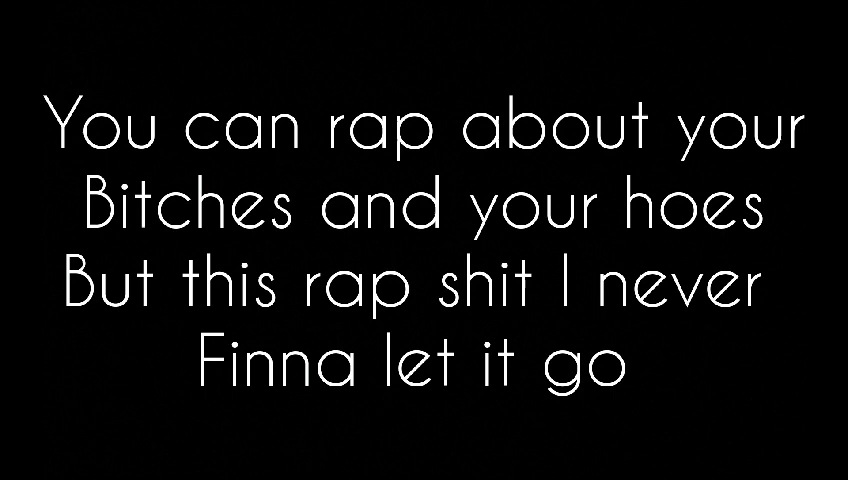 You can rap about your
Bitches and your hoes
But this rap shit I never
Finna let it go